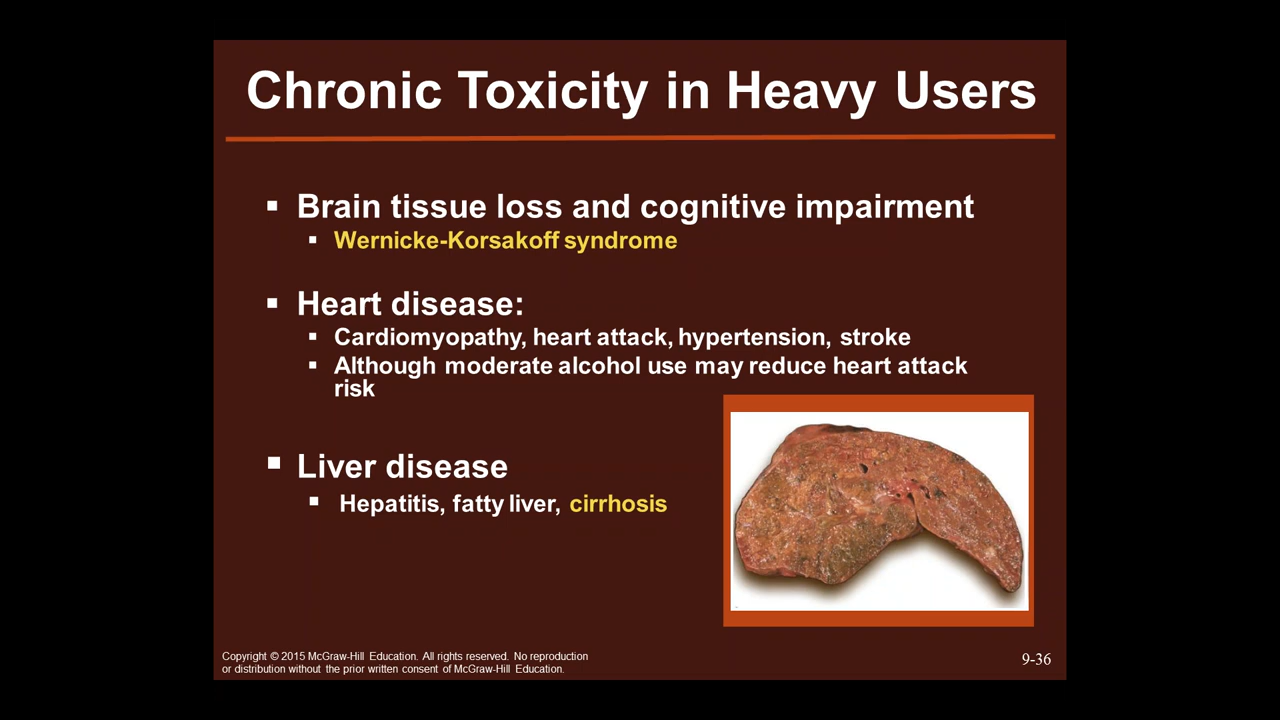 Chronic Toxicity in Heavy Users
▪ Brain tissue loss and cognitive impairment
▪ Wernicke-Korsakoff syndrome
▪ Heart disease:
▪ Cardiomyopathy, heart attack, hypertension, stroke
▪ Although moderate alcohol use may reduce heart attack
risk
▪ Liver disease
▪ Hepatitis, fatty liver, cirrhosis
Copyright © 2015 McGraw-Hill Education. All rights reserved. No reproduction
or distribution without the prior written consent of McGraw-Hill Education.
9-36